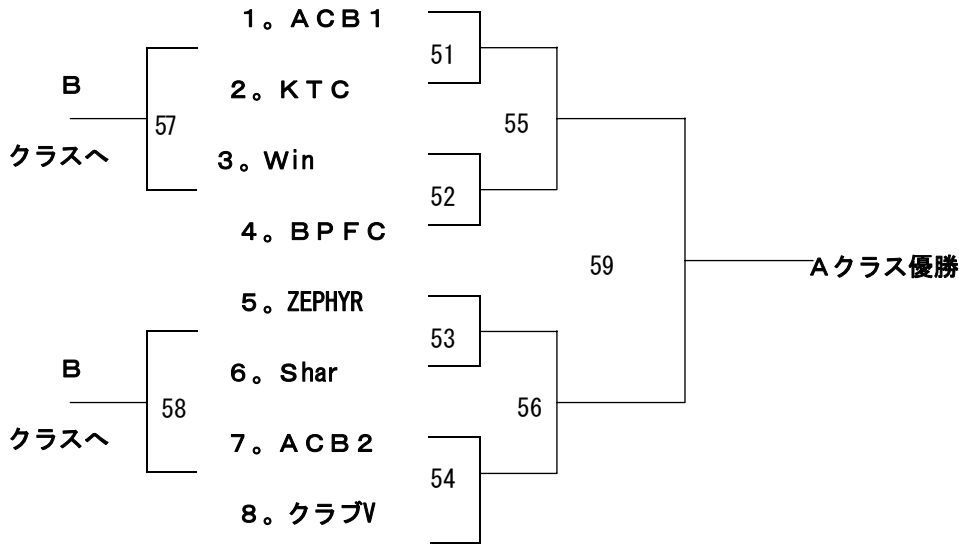 1。ACB1
51
B
2。KTC
57
55
クラスへ
3。Win
52
4。BPFC
59
Aクラス優勝
5。ZEPHYR
53
B
6。Shar
58
56
クラスへ
7。ACB2
54
8。クラブV